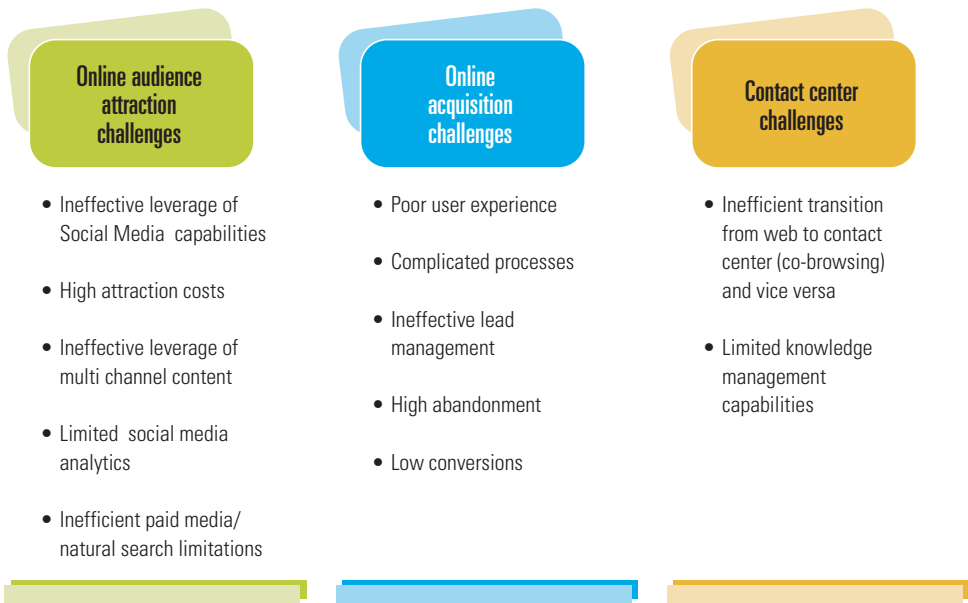 Online audience
attraction
challenges
• Ineffective leverage of
Social Media  capabilities
• High attraction costs
• Ineffective leverage of
multi channel content
• Limited  social media
analytics
• Inefficient paid media/
natural search limitations
Online
acquisition
challenges
• Poor user experience
• Complicated processes
• Ineffective lead
management
• High abandonment
• Low conversions
Contact center
challenges
• Inefficient transition
from web to contact
center (co-browsing)
and vice versa
• Limited knowledge
management
capabilities